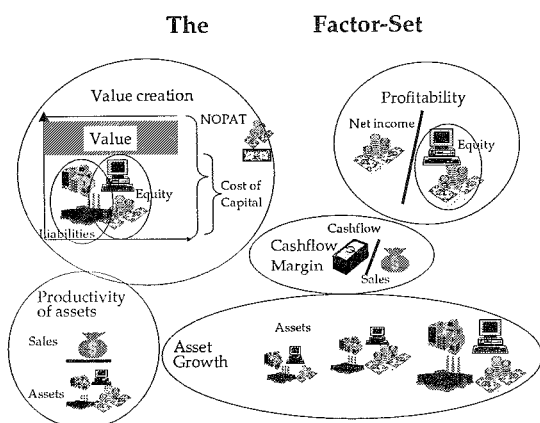 The Factor-Set
Value creation
NOPAT
Value
Equity
Cost of
Capital
Liabilities
Profitability
Net income
Equity
Cashflow
Cashflow
Margin
Sales
Productivity
of assets
Sales
Assets
Asset
Growth
Assets